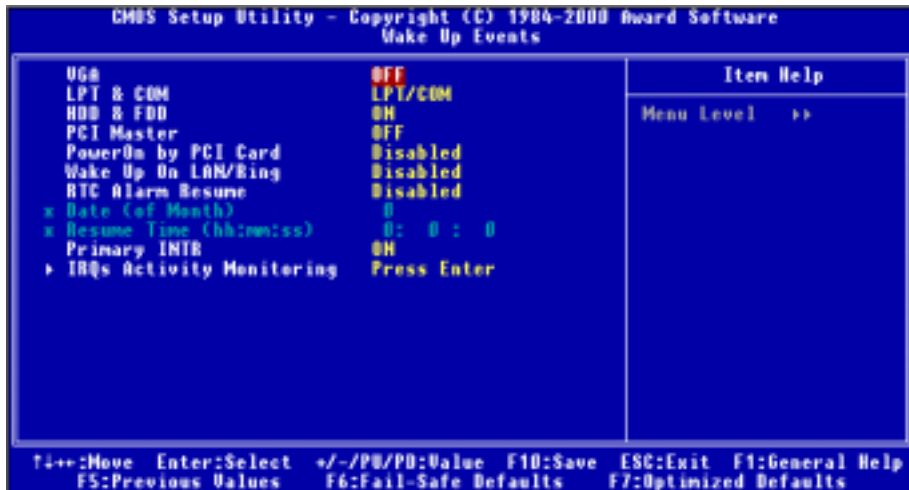 CMOS Setup Utility - Copyright (C) 1984-2000 Award Software
Wake Up Events
VGA OFF
LPT & COM LPT/COM
HDD & FDD ON
PCI Master OFF
PowerOn by PCI Card Disabled
Wake Up On LAN/Ring Disabled
RTC Alarm Resume Disabled
x Date (of Month) 0
x Resume Time (hh:mm:ss) 0: 0 : 0
Primary INTR ON
▸ IRQs Activity Monitoring Press Enter
Item Help
Menu Level ▸▸
↑↓→←:Move Enter:Select +/-/PU/PD:Value F10:Save ESC:Exit F1:General Help
F5:Previous Values F6:Fail-Safe Defaults F7:Optimized Defaults